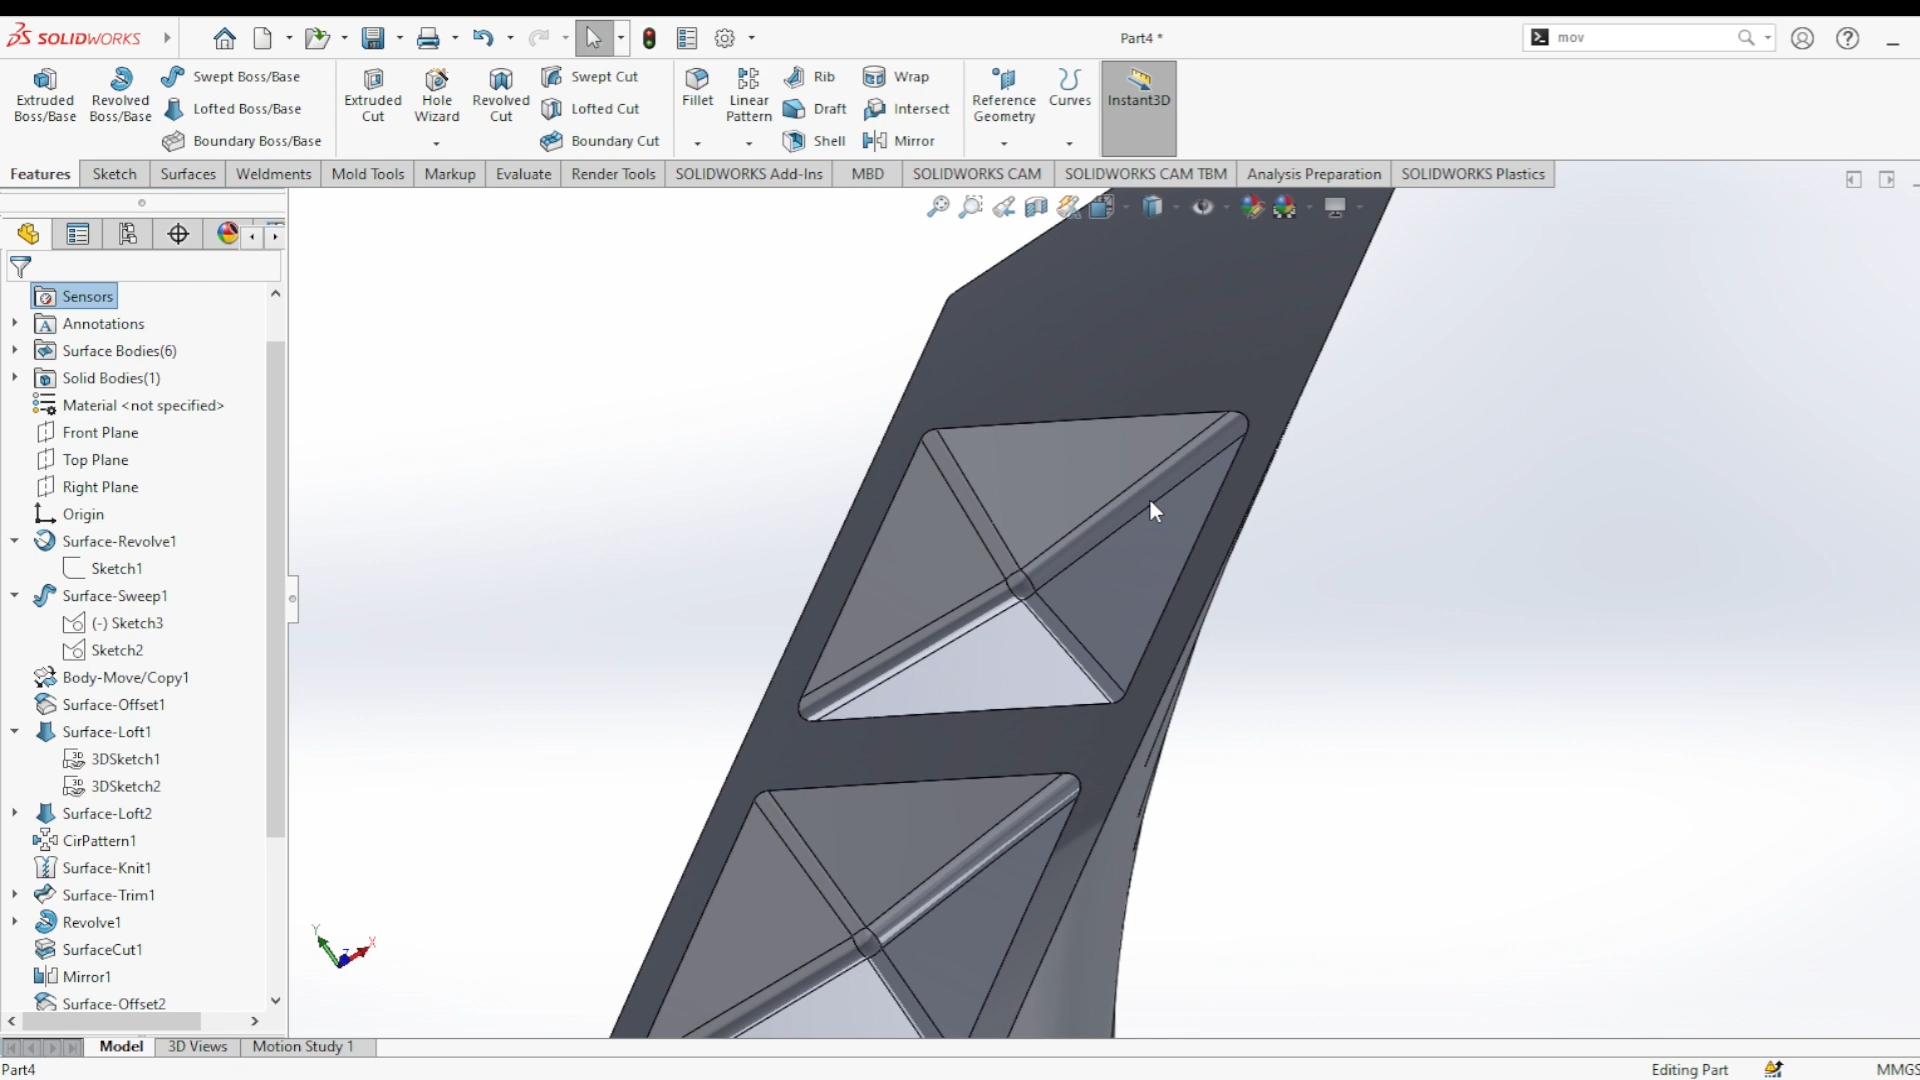 SOLIDWORKS
Part4 *
mov
Extruded Boss/Base
Revolved Boss/Base
Swept Boss/Base
Lofted Boss/Base
Boundary Boss/Base
Extruded Cut
Hole Wizard
Revolved Cut
Swept Cut
Lofted Cut
Boundary Cut
Fillet
Linear Pattern
Rib
Draft
Shell
Wrap
Intersect
Mirror
Reference Geometry
Curves
Instant3D
Features
Sketch
Surfaces
Weldments
Mold Tools
Markup
Evaluate
Render Tools
SOLIDWORKS Add-Ins
MBD
SOLIDWORKS CAM
SOLIDWORKS CAM TBM
Analysis Preparation
SOLIDWORKS Plastics
Sensors
Annotations
Surface Bodies(6)
Solid Bodies(1)
Material <not specified>
Front Plane
Top Plane
Right Plane
Origin
Surface-Revolve1
Sketch1
Surface-Sweep1
(-) Sketch3
Sketch2
Body-Move/Copy1
Surface-Offset1
Surface-Loft1
3DSketch1
3DSketch2
Surface-Loft2
CirPattern1
Surface-Knit1
Surface-Trim1
Revolve1
SurfaceCut1
Mirror1
Surface-Offset2
Y
Z
X
Model
3D Views
Motion Study 1
Part4
Editing Part
MMGS